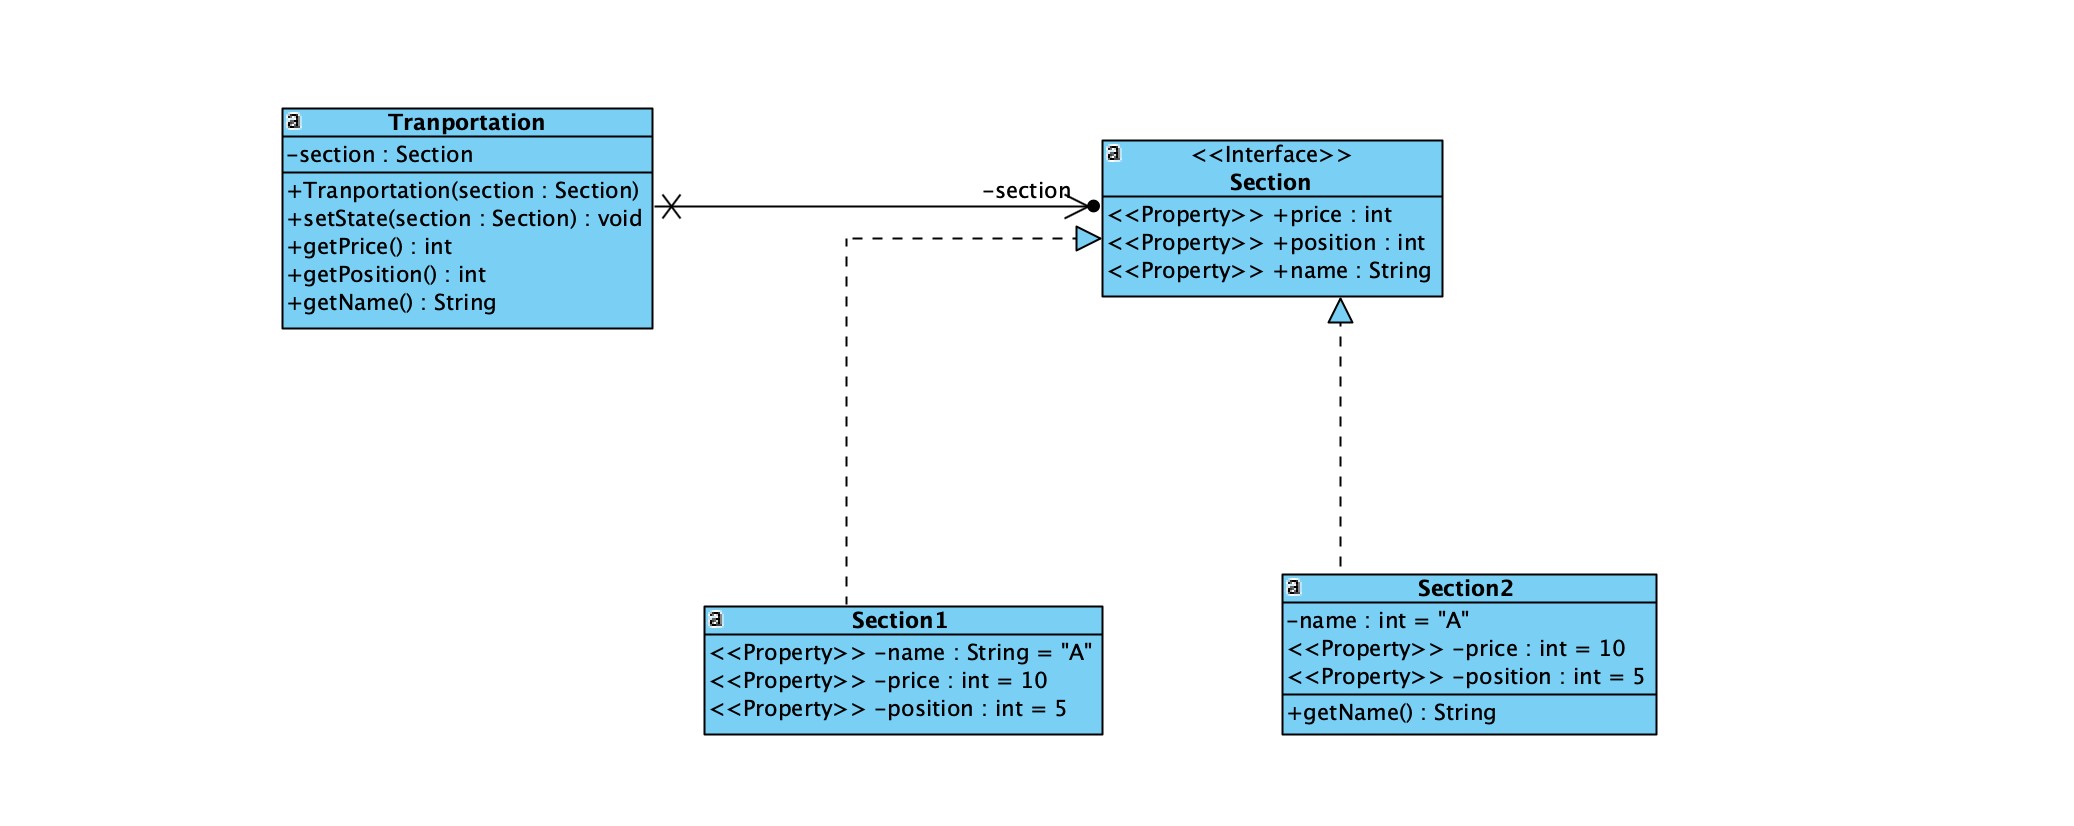 a
Tranportation
-section : Section
+Tranportation(section : Section)
+setState(section : Section) : void
+getPrice() : int
+getPosition() : int
+getName() : String
-section
a
<<Interface>>
Section
<<Property>> +price : int
<<Property>> +position : int
<<Property>> +name : String
a
Section1
<<Property>> -name : String = "A"
<<Property>> -price : int = 10
<<Property>> -position : int = 5
a
Section2
-name : int = "A"
<<Property>> -price : int = 10
<<Property>> -position : int = 5
+getName() : String